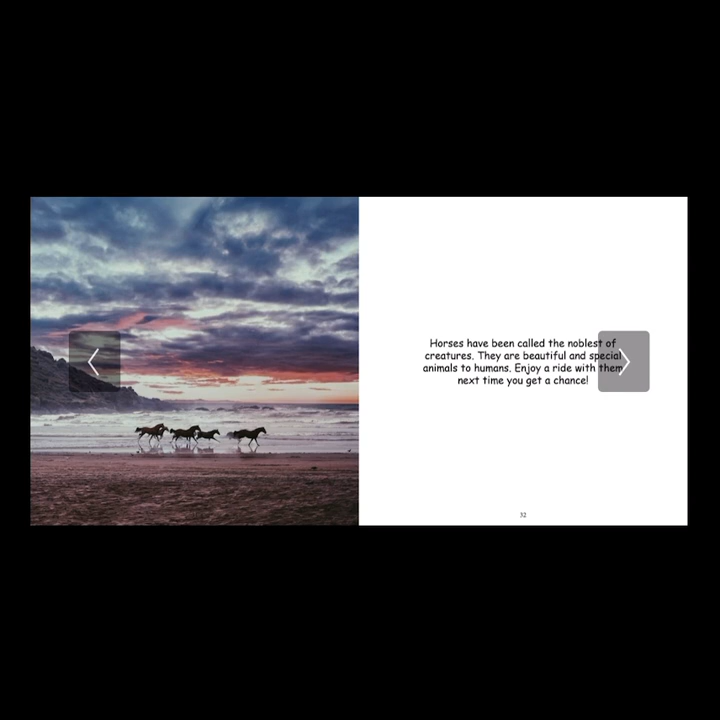 Horses have been called the noblest of
creatures. They are beautiful and special
animals to humans. Enjoy a ride with them
next time you get a chance!
32